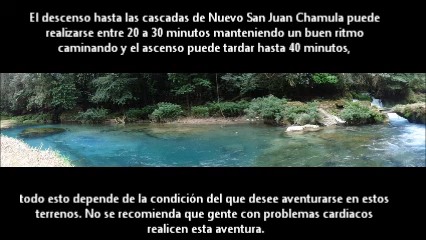 El descenso hasta las cascadas de Nuevo San Juan Chamula puede
realizarse entre 20 a 30 minutos manteniendo un buen ritmo
caminando y el ascenso puede tardar hasta 40 minutos,
todo esto depende de la condición del que desee aventurarse en estos
terrenos. No se recomienda que gente con problemas cardiacos
realicen esta aventura.